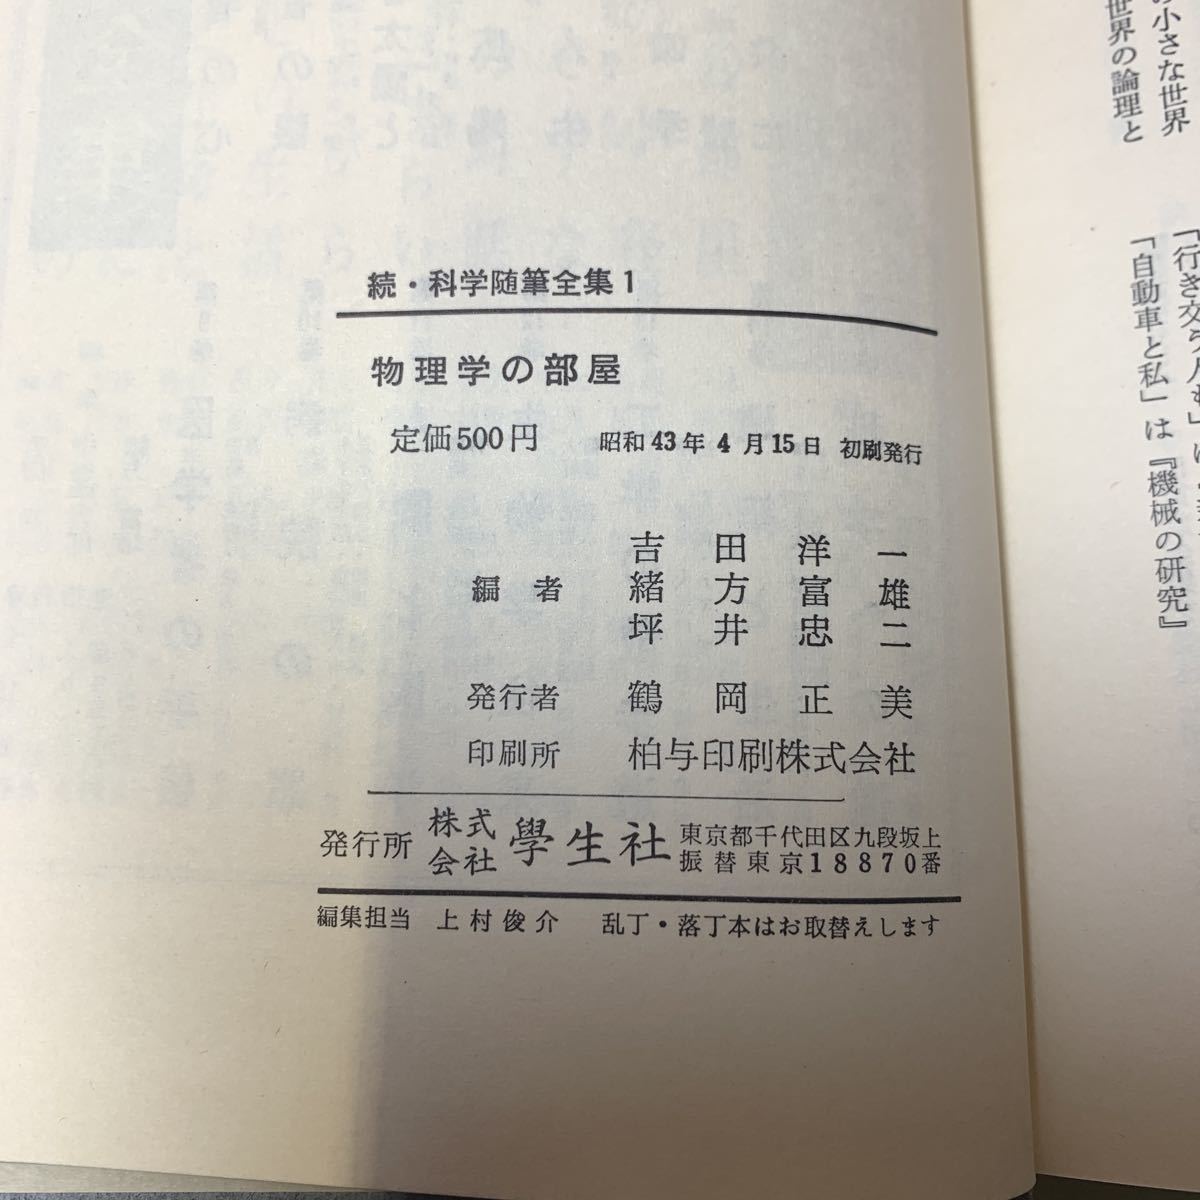 続・科学随筆全集1
物理学の部屋
定価500円 昭和43年4月15日 初刷発行
編者
吉田洋一
緒方富雄
坪井忠二
発行者 鶴岡正美
印刷所 柏与印刷株式会社
発行所 株式会社 學生社 東京都千代田区九段坂上
振替東京18870番
編集担当 上村俊介 乱丁・落丁本はお取替えします
小さな世界
世界の論理と
「行き交う人も」
「自動車と私」は『機械の研究』